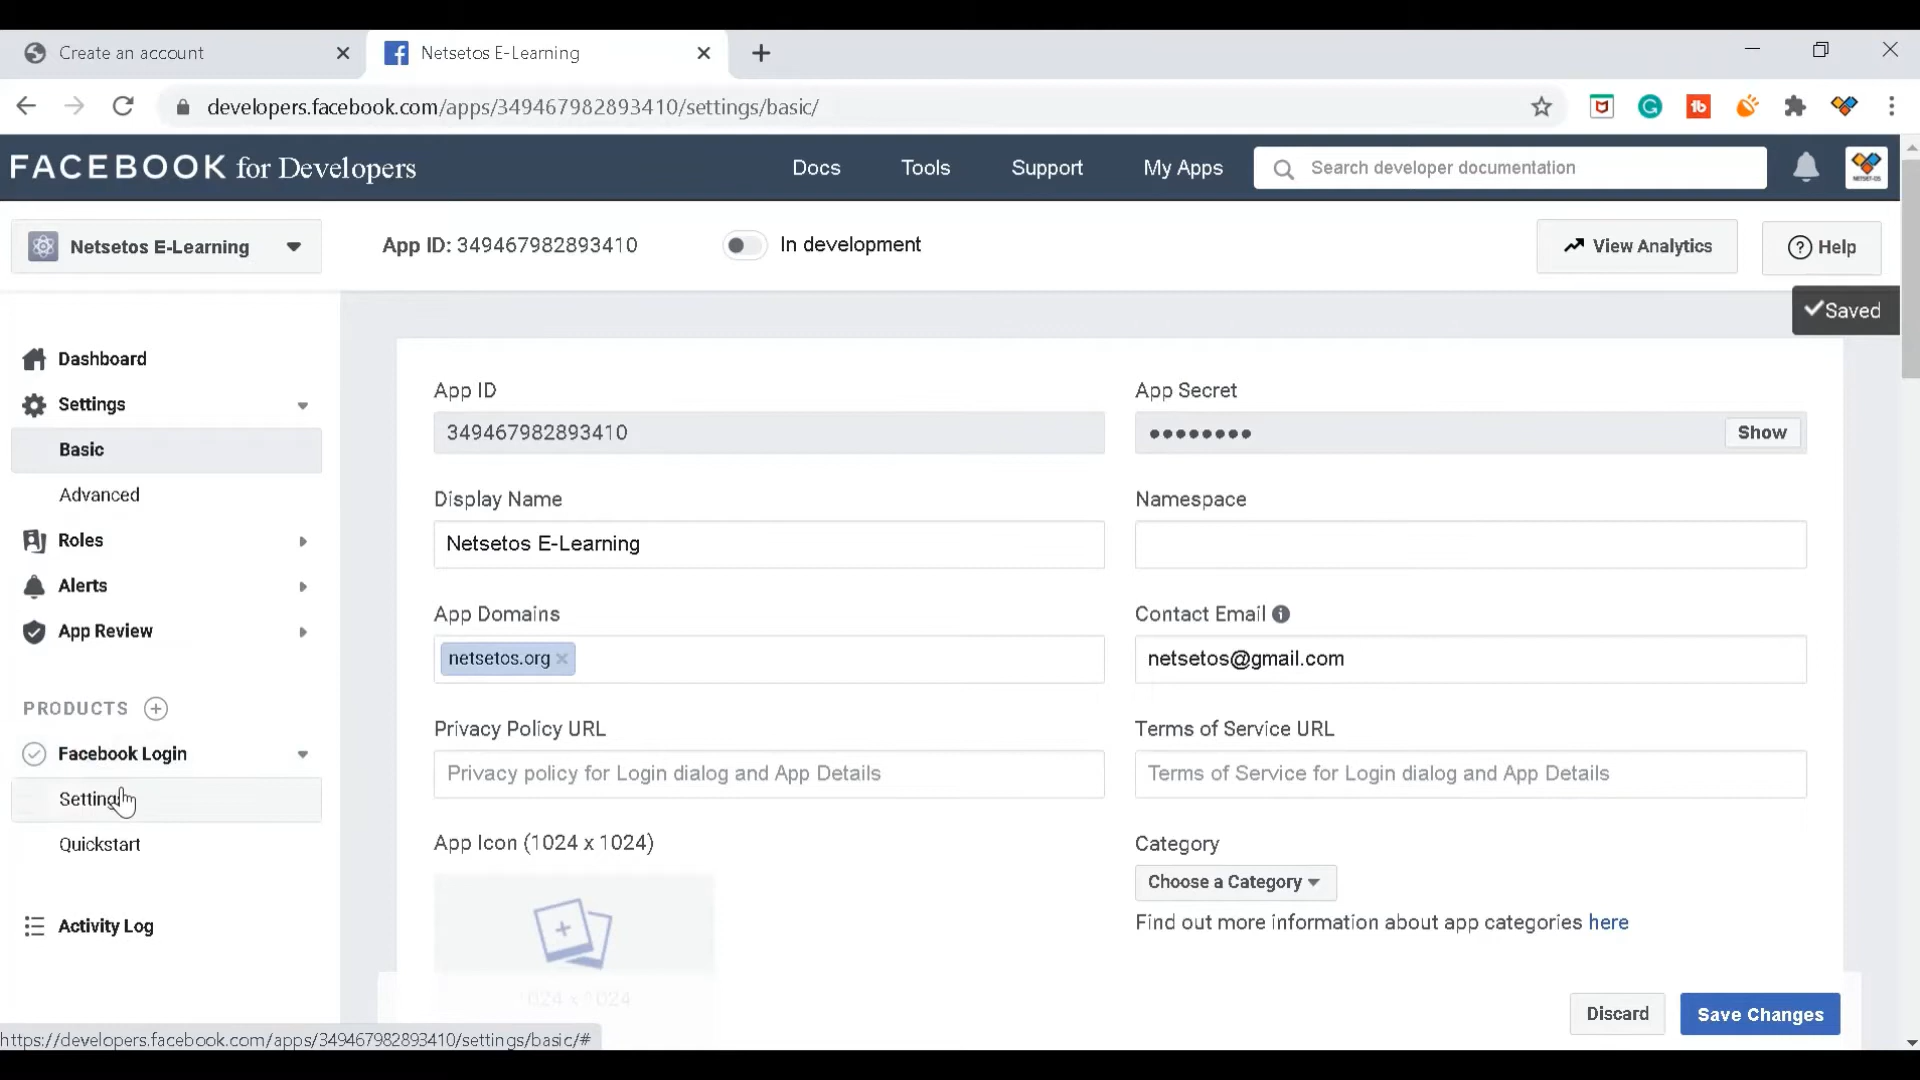 Create an account
Netsetos E-Learning
developers.facebook.com/apps/349467982893410/settings/basic/
FACEBOOK for Developers
Docs
Tools
Support
My Apps
Search developer documentation
Netsetos E-Learning
App ID: 349467982893410
In development
View Analytics
Help
Saved
Dashboard
Settings
Basic
Advanced
Roles
Alerts
App Review
PRODUCTS
Facebook Login
Settings
Quickstart
Activity Log
App ID
349467982893410
App Secret
Show
Display Name
Netsetos E-Learning
Namespace
App Domains
netsetos.org
Contact Email
netsetos@gmail.com
Privacy Policy URL
Privacy policy for Login dialog and App Details
Terms of Service URL
Terms of Service for Login dialog and App Details
App Icon (1024 x 1024)
1024 x 1024
Category
Choose a Category
Find out more information about app categories here
Discard
Save Changes
https://developers.facebook.com/apps/349467982893410/settings/basic/#